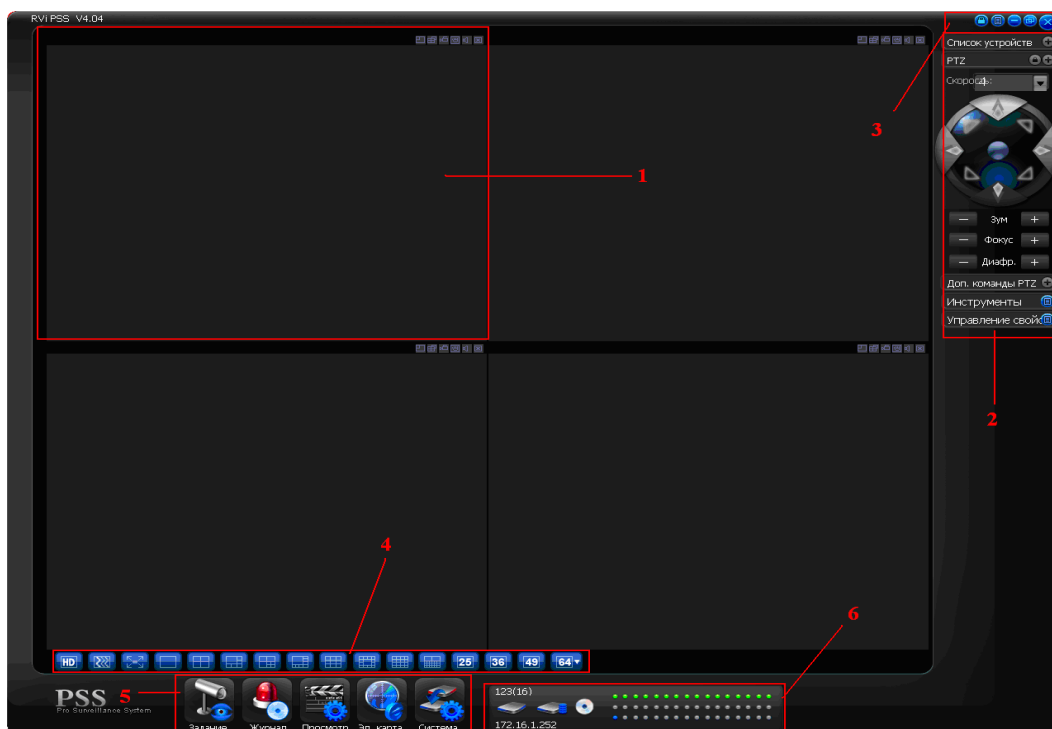 RVi PSS V4.04
Список устройств
PTZ
Скорость:
3
1
Зум
Фокус
Диафр.
Доп. команды PTZ
Инструменты
Управление свойс
2
4
6
HD
25
36
49
64
PSS
Pro Surveillance System
5
Задание
Журнал
Просмотр
Эл. карта
Система
123(16)
172.16.1.252